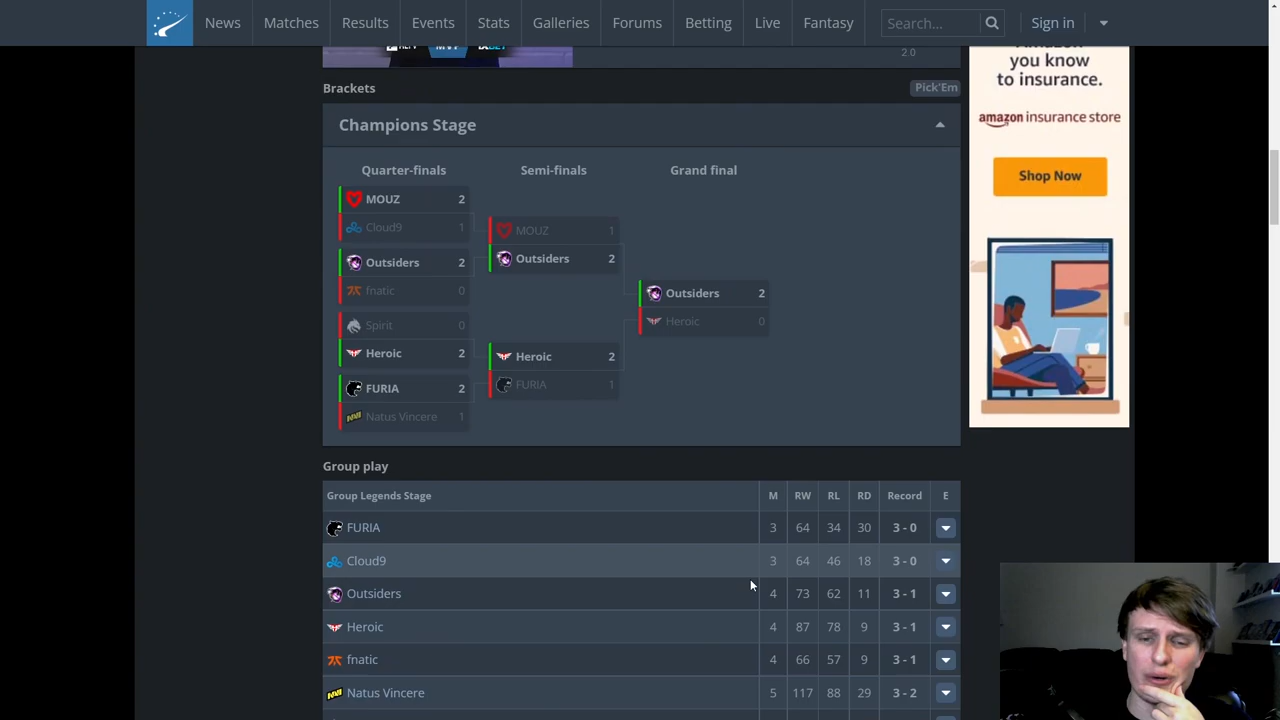 News Matches Results Events Stats Galleries Forums Betting Live Fantasy Search... Sign in
MVP
2.0
Brackets
Pick'Em
Champions Stage
Quarter-finals Semi-finals Grand final
MOUZ 2
Cloud9 1
Outsiders 2
fnatic 0
Spirit 0
Heroic 2
FURIA 2
Natus Vincere 1
MOUZ 1
Outsiders 2
Heroic 2
FURIA 1
Outsiders 2
Heroic 0
Group play
Group Legends Stage M RW RL RD Record E
FURIA 3 64 34 30 3 - 0
Cloud9 3 64 46 18 3 - 0
Outsiders 4 73 62 11 3 - 1
Heroic 4 87 78 9 3 - 1
fnatic 4 66 57 9 3 - 1
Natus Vincere 5 117 88 29 3 - 2
you know
to insurance.
amazon insurance store
Shop Now